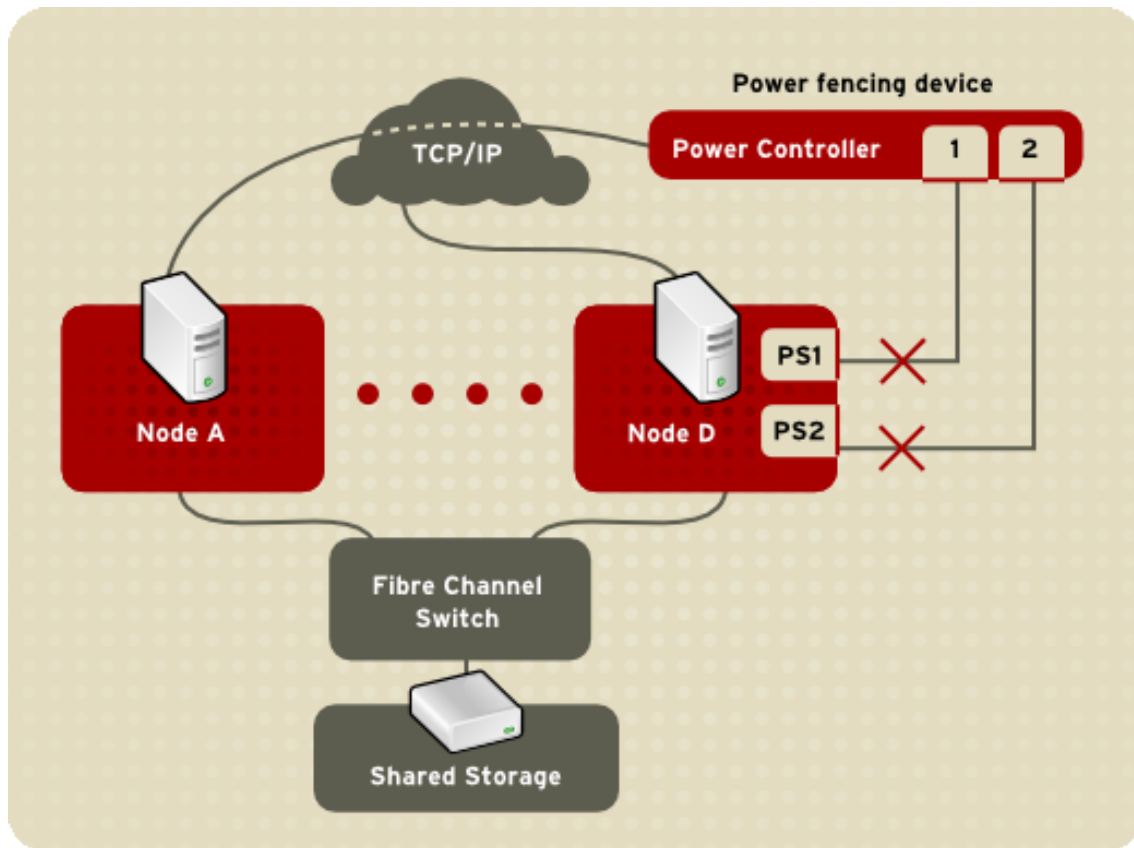 Power fencing device
TCP/IP
Power Controller
1
2
PS1
Node A
Node D
PS2
Fibre Channel
Switch
Shared Storage